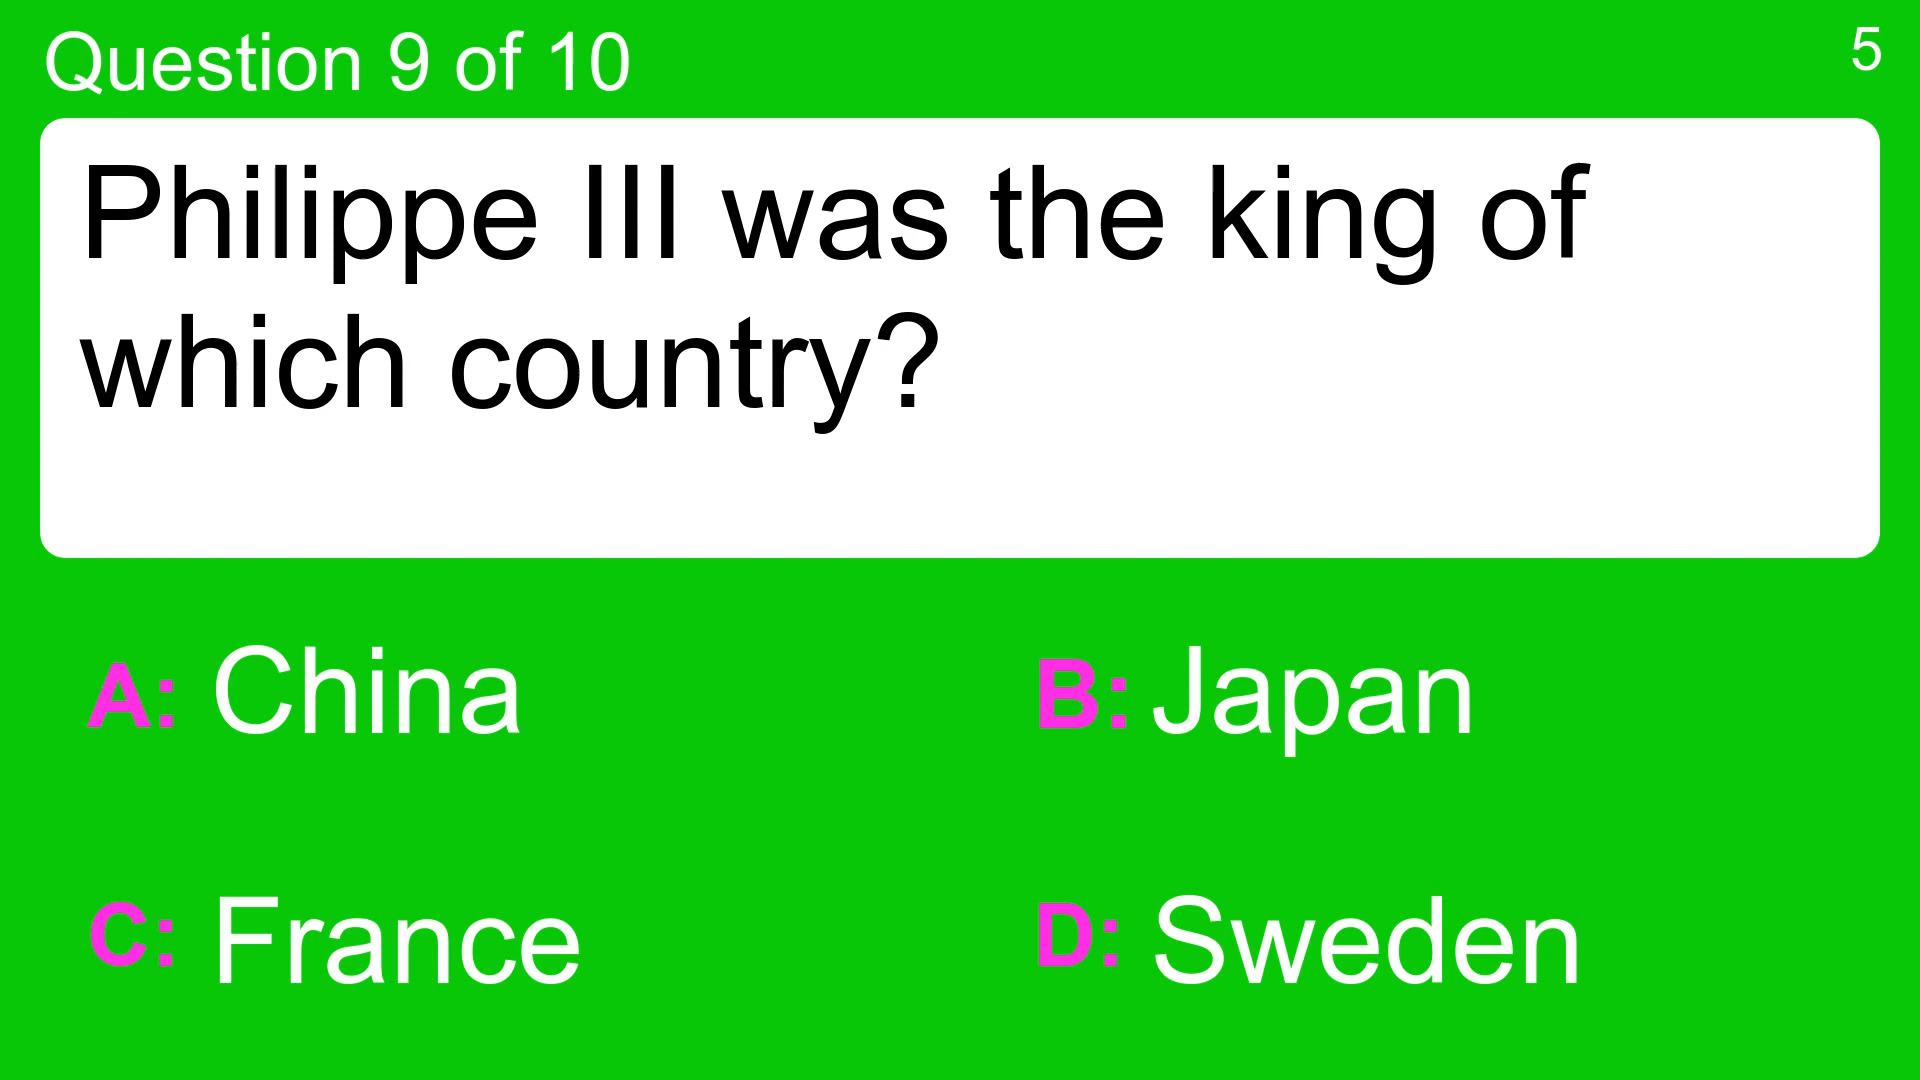 Question 9 of 10
5
Philippe III was the king of
which country?
A: China
B: Japan
C: France
D: Sweden